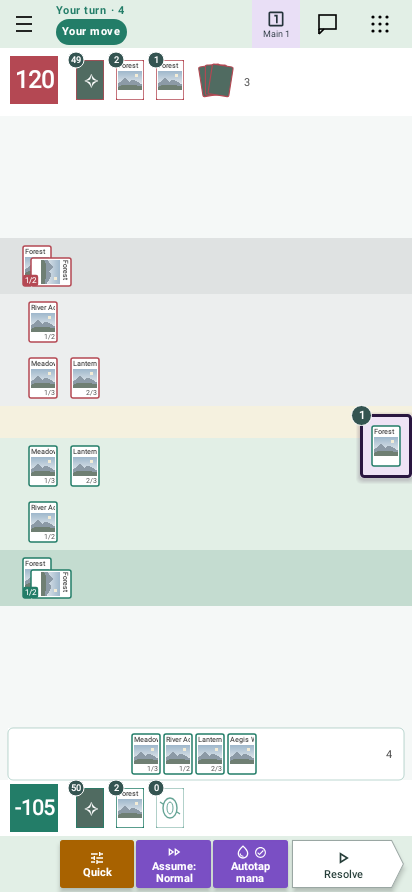 Your turn · 4
Your move
1
Main 1
120
49
2
Forest
1
Forest
3
Forest
Forest
1/2
River Ac
1/2
Meadov
1/3
Lantern
2/3
1
Forest
Meadov
1/3
Lantern
2/3
River Ac
1/2
Forest
Forest
1/2
Meadov
1/3
River Ac
1/2
Lantern
2/3
Aegis
4
-105
50
2
Forest
0
Quick
Assume:
Normal
Autotap
mana
Resolve